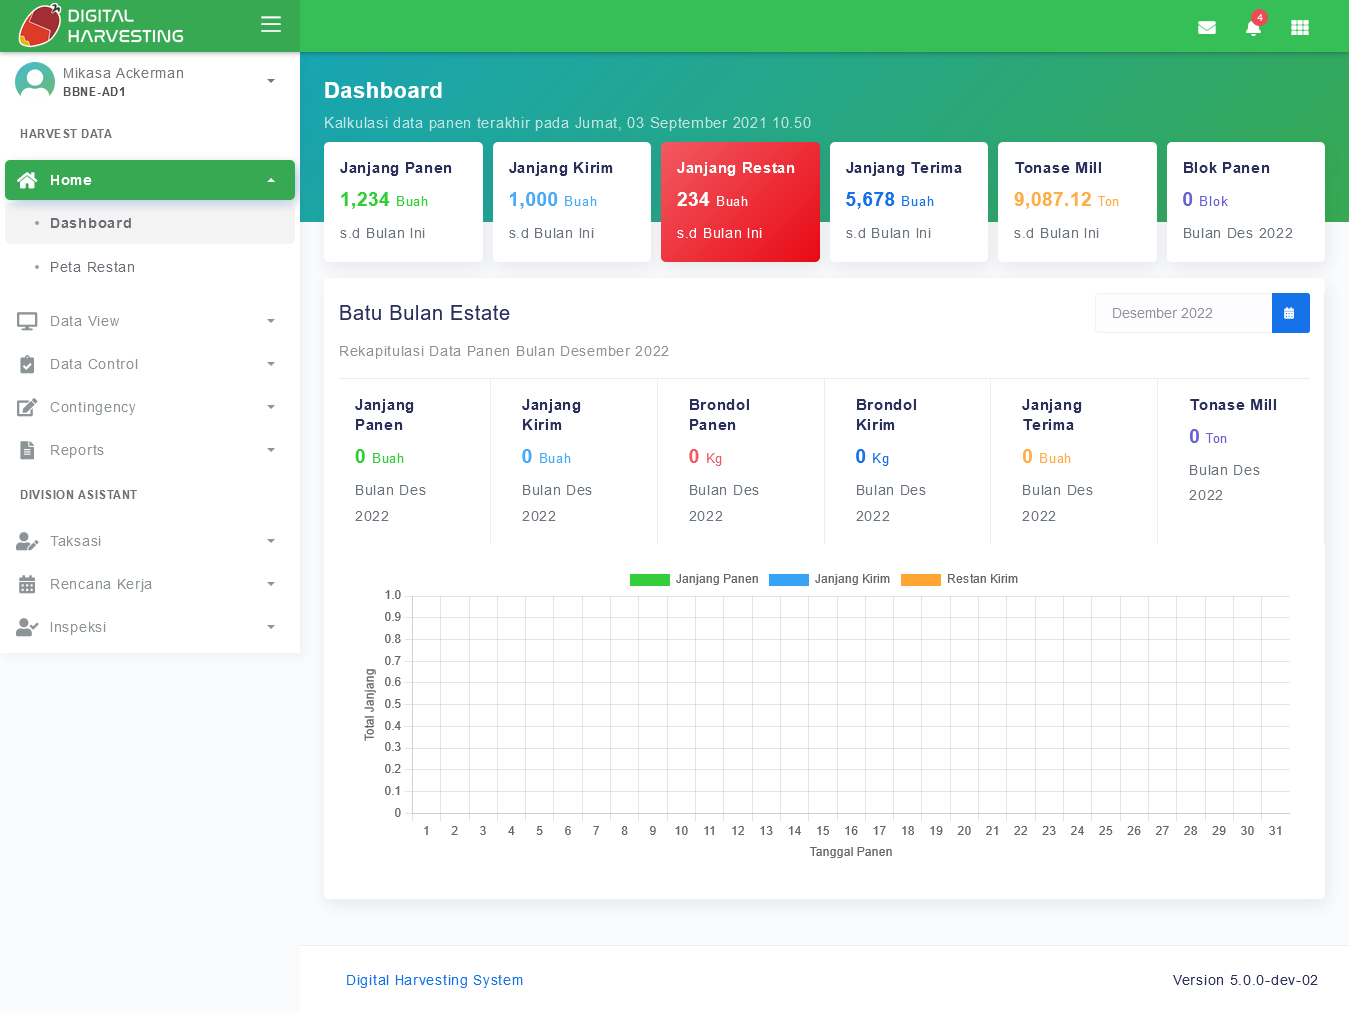 DIGITAL
HARVESTING
4
Mikasa Ackerman
BBNE-AD1
HARVEST DATA
Home
Dashboard
Peta Restan
Data View
Data Control
Contingency
Reports
DIVISION ASISTANT
Taksasi
Rencana Kerja
Inspeksi
Dashboard
Kalkulasi data panen terakhir pada Jumat, 03 September 2021 10.50
Janjang Panen
1,234 Buah
s.d Bulan Ini
Janjang Kirim
1,000 Buah
s.d Bulan Ini
Janjang Restan
234 Buah
s.d Bulan Ini
Janjang Terima
5,678 Buah
s.d Bulan Ini
Tonase Mill
9,087.12 Ton
s.d Bulan Ini
Blok Panen
0 Blok
Bulan Des 2022
Batu Bulan Estate
Desember 2022
Rekapitulasi Data Panen Bulan Desember 2022
Janjang
Panen
0 Buah
Bulan Des
2022
Janjang
Kirim
0 Buah
Bulan Des
2022
Brondol
Panen
0 Kg
Bulan Des
2022
Brondol
Kirim
0 Kg
Bulan Des
2022
Janjang
Terima
0 Buah
Bulan Des
2022
Tonase Mill
0 Ton
Bulan Des
2022
Janjang Panen Janjang Kirim Restan Kirim
Total Janjang
1.0
0.9
0.8
0.7
0.6
0.5
0.4
0.3
0.2
0.1
0
1 2 3 4 5 6 7 8 9 10 11 12 13 14 15 16 17 18 19 20 21 22 23 24 25 26 27 28 29 30 31
Tanggal Panen
Digital Harvesting System
Version 5.0.0-dev-02